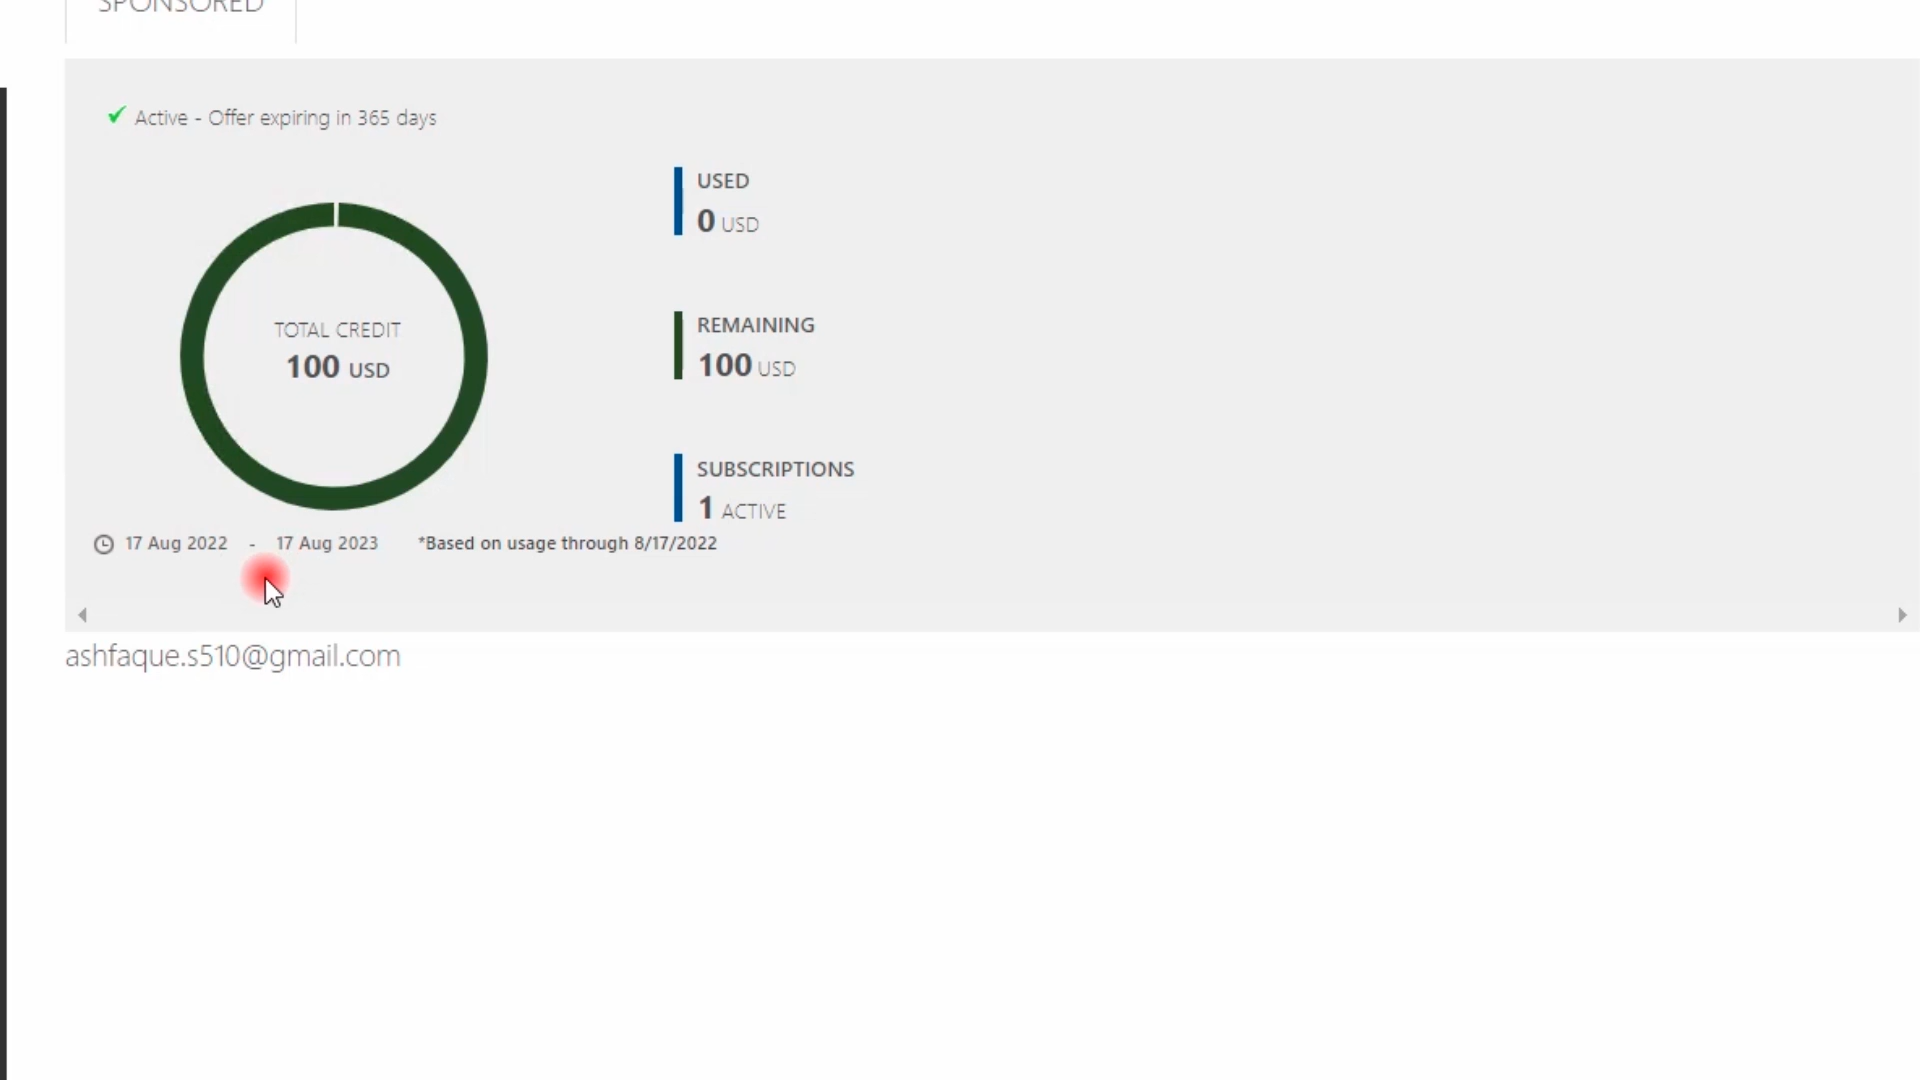 SPONSORED
Active - Offer expiring in 365 days
USED
0 USD
TOTAL CREDIT
100 USD
REMAINING
100 USD
SUBSCRIPTIONS
1 ACTIVE
17 Aug 2022 - 17 Aug 2023 *Based on usage through 8/17/2022
ashfaque.s510@gmail.com